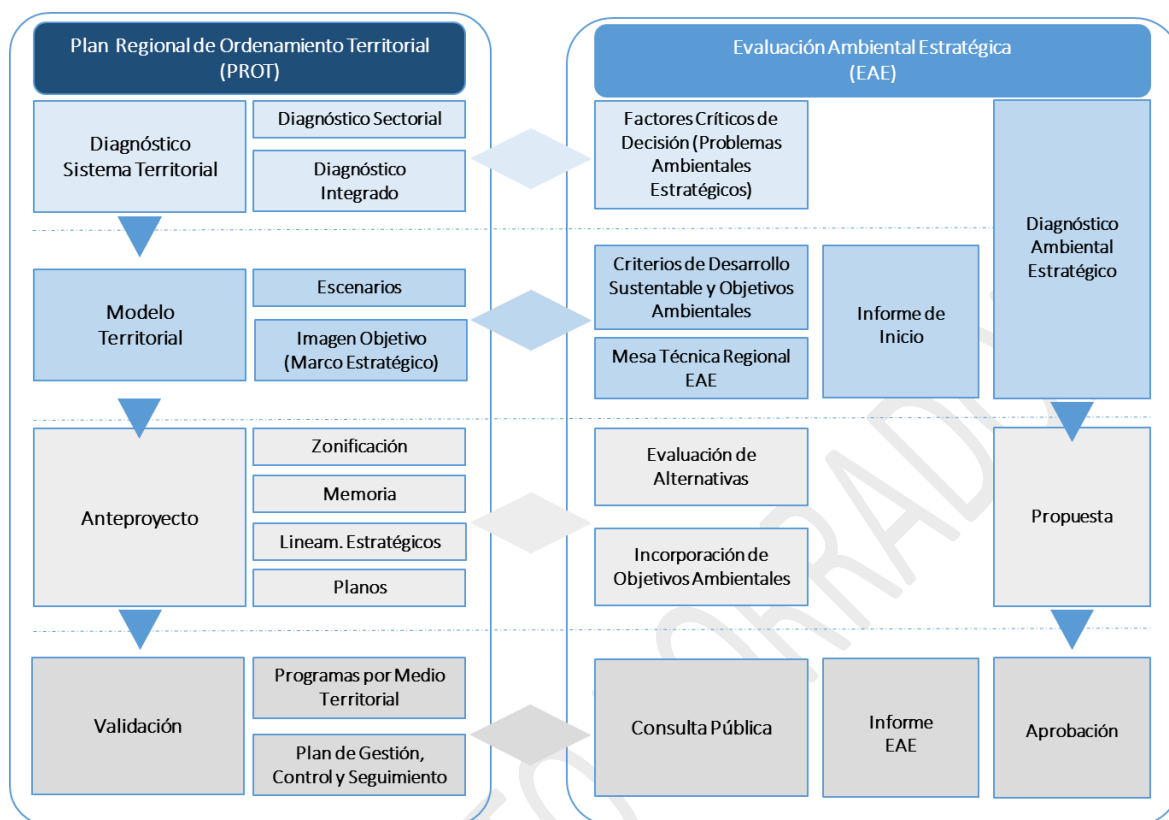 Plan Regional de Ordenamiento Territorial
(PROT)
Evaluación Ambiental Estratégica
(EAE)
Diagnóstico
Sistema Territorial
Diagnóstico Sectorial
Diagnóstico
Integrado
Factores Críticos de
Decisión (Problemas
Ambientales
Estratégicos)
Diagnóstico
Ambiental
Estratégico
Modelo
Territorial
Escenarios
Imagen Objetivo
(Marco Estratégico)
Criterios de Desarrollo
Sustentable y Objetivos
Ambientales
Mesa Técnica Regional
EAE
Informe de
Inicio
Anteproyecto
Zonificación
Memoria
Lineam. Estratégicos
Planos
Evaluación de
Alternativas
Incorporación de
Objetivos Ambientales
Propuesta
Validación
Programas por Medio
Territorial
Plan de Gestión,
Control y Seguimiento
Consulta Pública
Informe
EAE
Aprobación